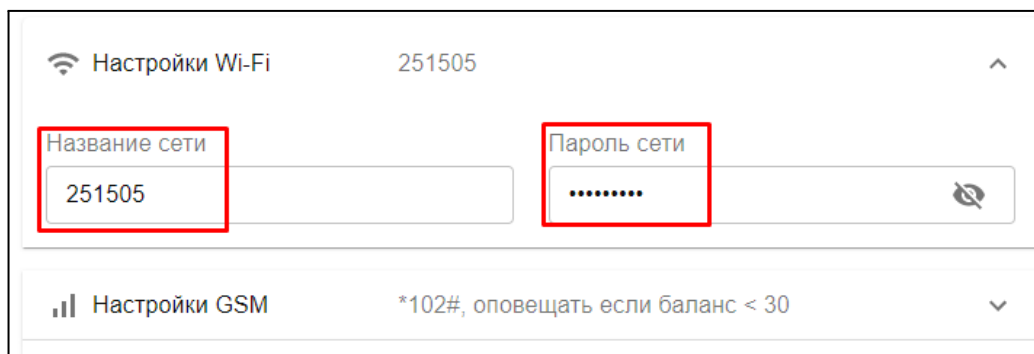 Настройки Wi-Fi 251505
Название сети Пароль сети
251505 •••••••••
Настройки GSM *102#, оповещать если баланс < 30